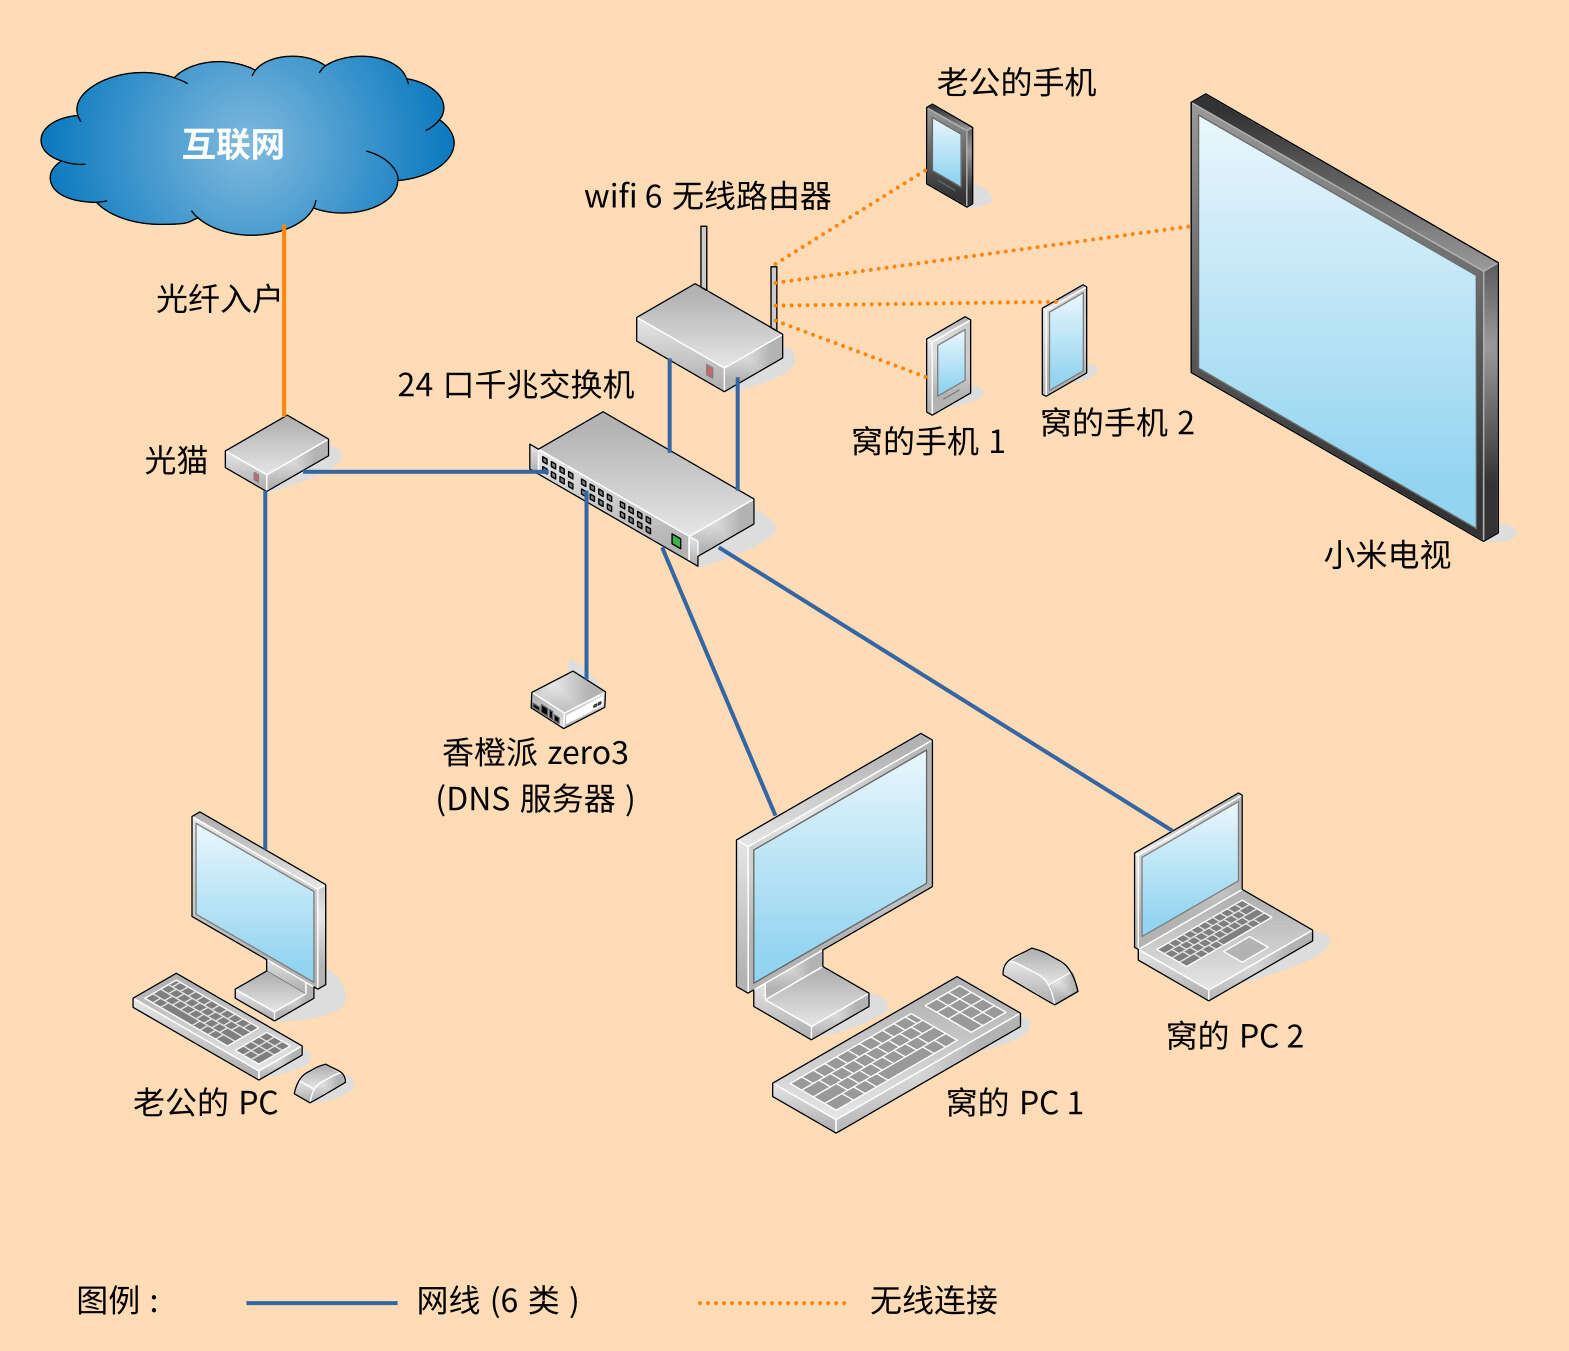 互联网
老公的手机
wifi 6 无线路由器
光纤入户
24 口千兆交换机
光猫
窝的手机 1
窝的手机 2
小米电视
香橙派 zero3
(DNS 服务器 )
窝的 PC 2
老公的 PC
窝的 PC 1
图例 :
网线 (6 类 )
无线连接